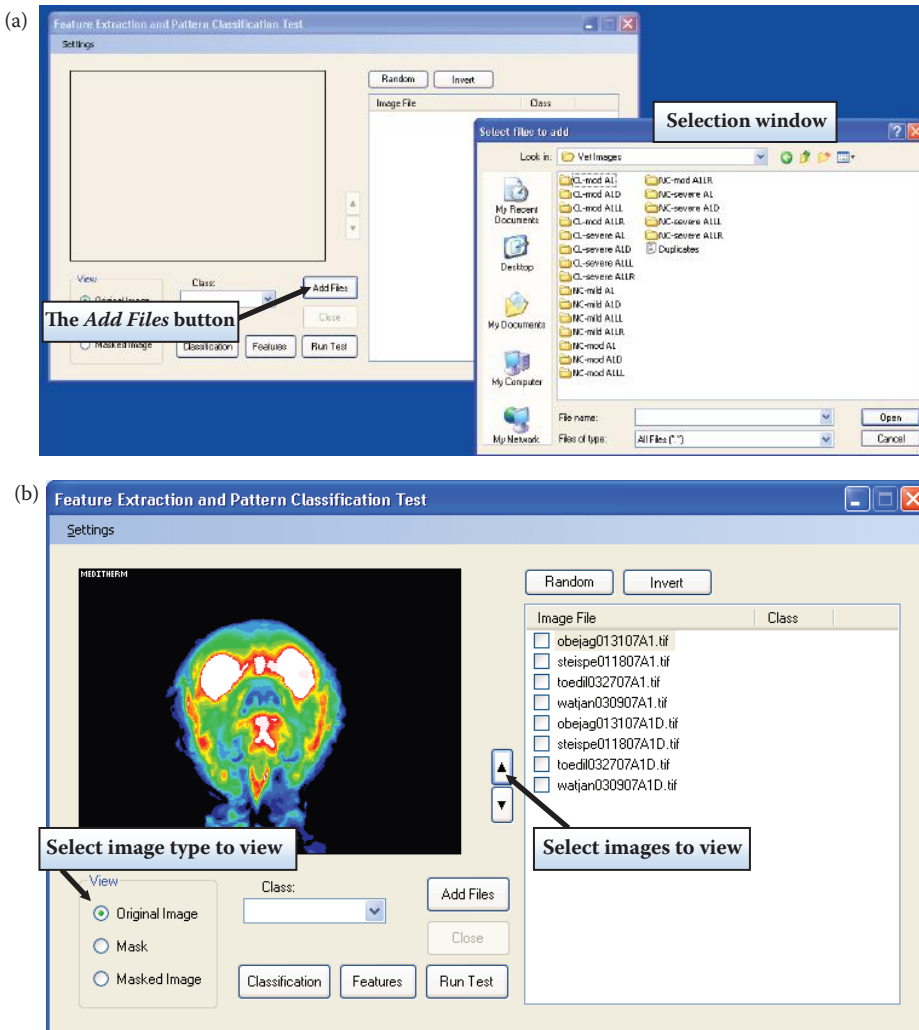 (a)
Feature Extraction and Pattern Classification Test
Settings
Random
Invert
Image File Class
Select files to add
Selection window
Look in: Vet Images
My Recent Documents
Desktop
My Documents
My Computer
My Network
CL-mod A1
CL-mod A1D
CL-mod A1LL
CL-mod A1LR
CL-severe A1
CL-severe A1D
CL-severe A1LL
CL-severe A1LR
NC-mild A1
NC-mild A1D
NC-mild A1LL
NC-mild A1LR
NC-mod A1
NC-mod A1D
NC-mod A1LL
NC-mod A1LR
NC-severe A1
NC-severe A1D
NC-severe A1LL
NC-severe A1LR
Duplicates
File name:
Open
Files of type: All Files (*.*)
Cancel
View
Original Image
Masked Image
Class:
Add Files
The Add Files button
Close
Classification
Features
Run Test
(b)
Feature Extraction and Pattern Classification Test
Settings
MEDITHERM
Random
Invert
Image File Class
obejag013107A1.tif
steispe011807A1.tif
toedil032707A1.tif
watjan030907A1.tif
obejag013107A1D.tif
steispe011807A1D.tif
toedil032707A1D.tif
watjan030907A1D.tif
Select image type to view
Select images to view
View
Original Image
Mask
Masked Image
Class:
Add Files
Close
Classification
Features
Run Test